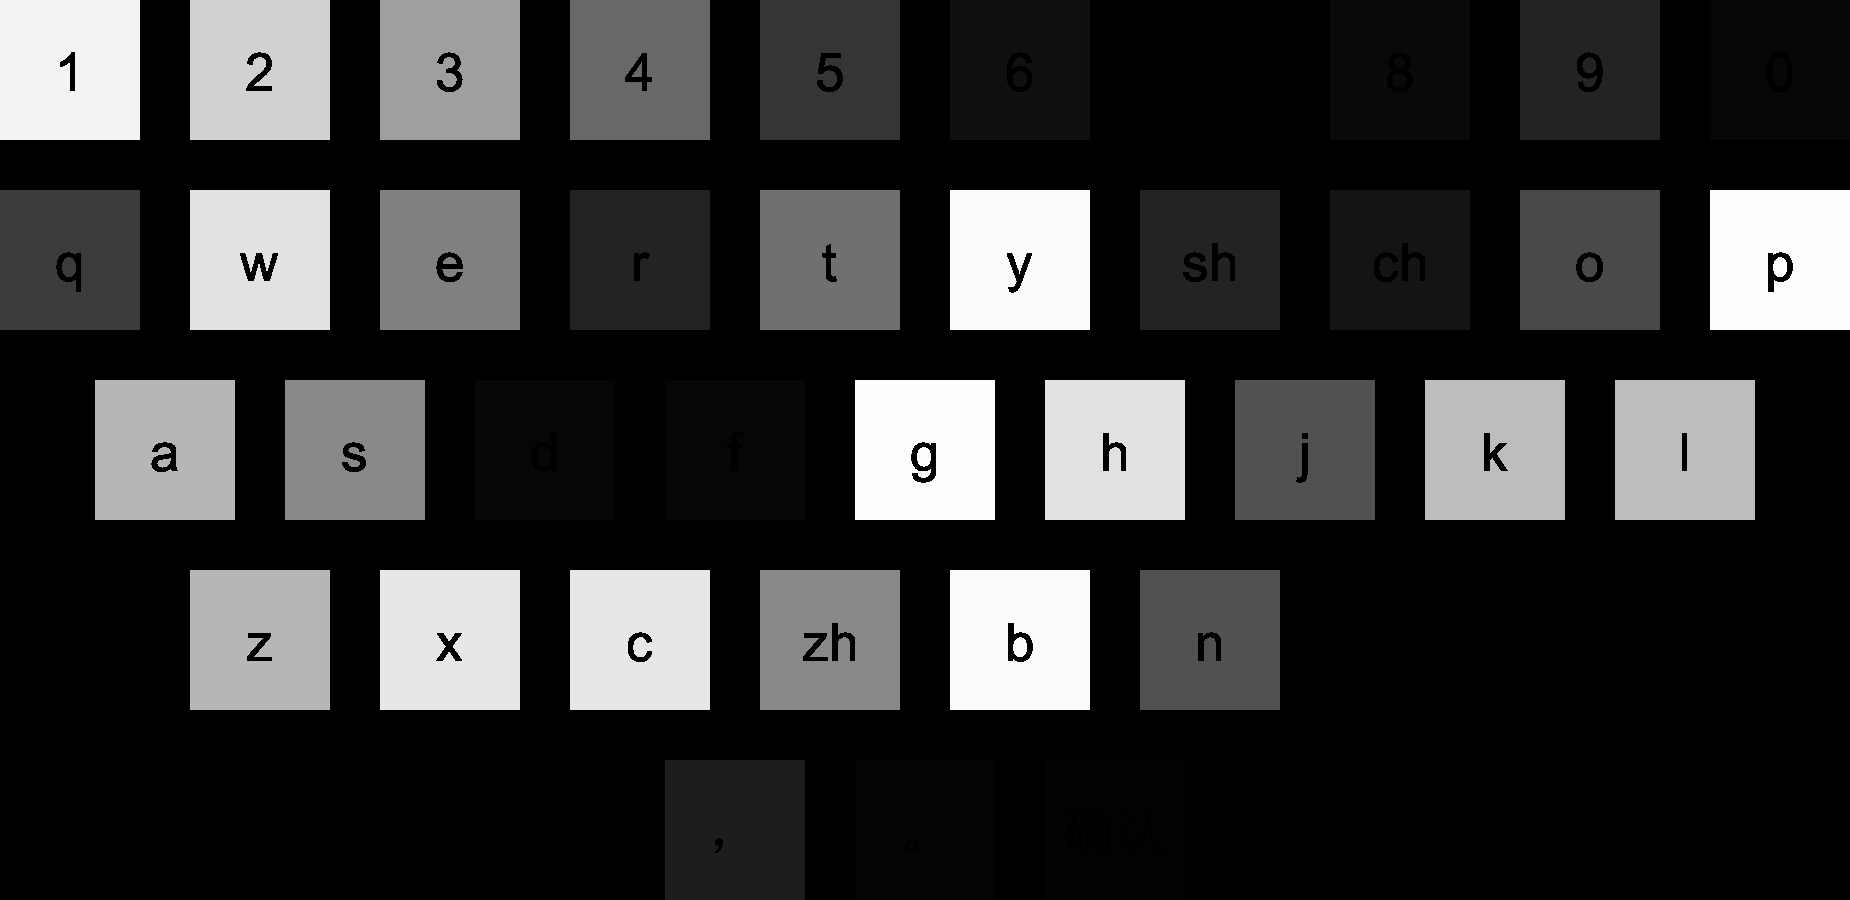 1 2 3 4 5 6 8 9 0
q w e r t y sh ch o p
a s d f g h j k l
z x c zh b n m
， 。 确认